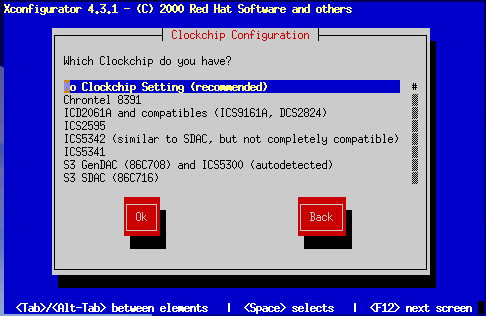 Xconfigurator 4.3.1 - (C) 2000 Red Hat Software and others
Clockchip Configuration
Which Clockchip do you have?
No Clockchip Setting (recommended) #
Chrontel 8391
ICD2061A and compatibles (ICS9161A, DCS2824)
ICS2595
ICS5342 (similar to SDAC, but not completely compatible)
ICS5341
S3 GenDAC (86C708) and ICS5300 (autodetected)
S3 SDAC (86C716)
Ok Back
<Tab>/<Alt-Tab> between elements | <Space> selects | <F12> next screen